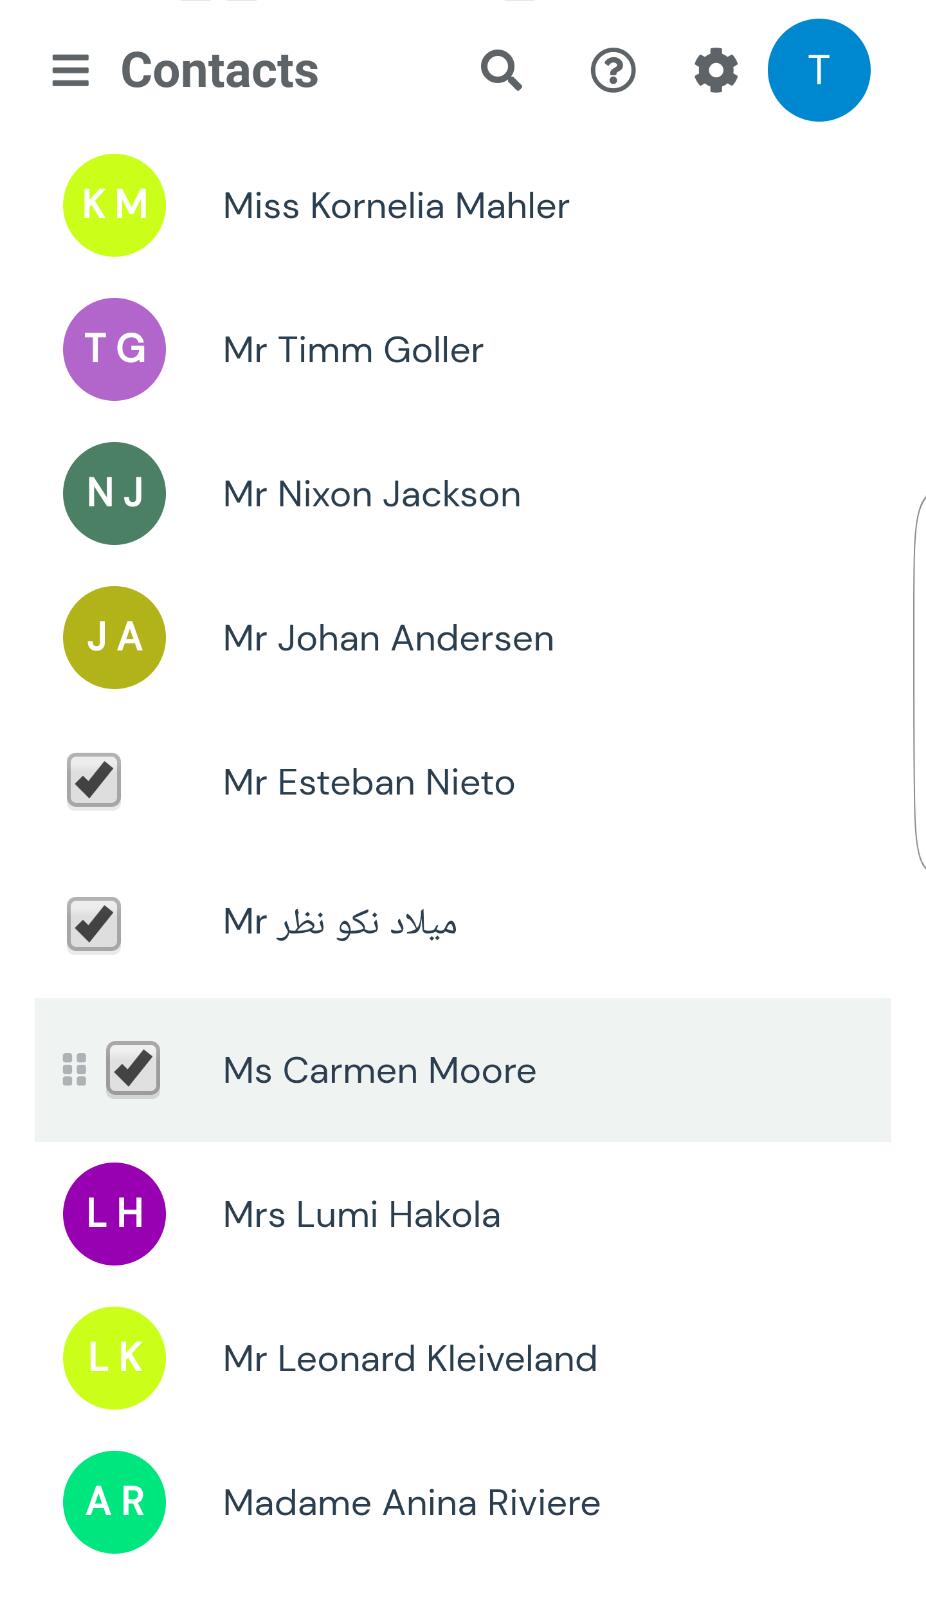 Contacts
T
KM Miss Kornelia Mahler
TG Mr Timm Goller
NJ Mr Nixon Jackson
JA Mr Johan Andersen
Mr Esteban Nieto
Mr میلاد نکو نظر
Ms Carmen Moore
LH Mrs Lumi Hakola
LK Mr Leonard Kleiveland
AR Madame Anina Riviere